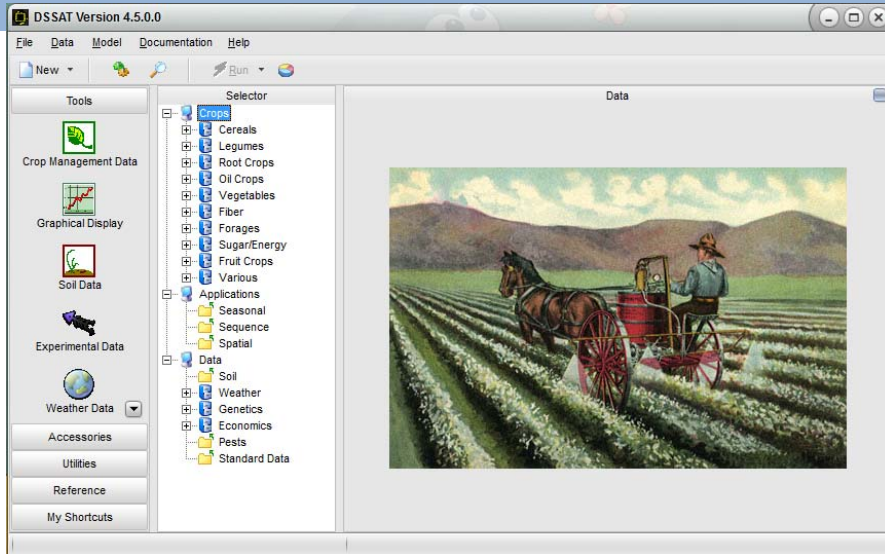 DSSAT Version 4.5.0.0
File Data Model Documentation Help
New Run
Tools
Crop Management Data
Graphical Display
Soil Data
Experimental Data
Weather Data
Accessories
Utilities
Reference
My Shortcuts
Selector
Crops
Cereals
Legumes
Root Crops
Oil Crops
Vegetables
Fiber
Forages
Sugar/Energy
Fruit Crops
Various
Applications
Seasonal
Sequence
Spatial
Data
Soil
Weather
Genetics
Economics
Pests
Standard Data
Data